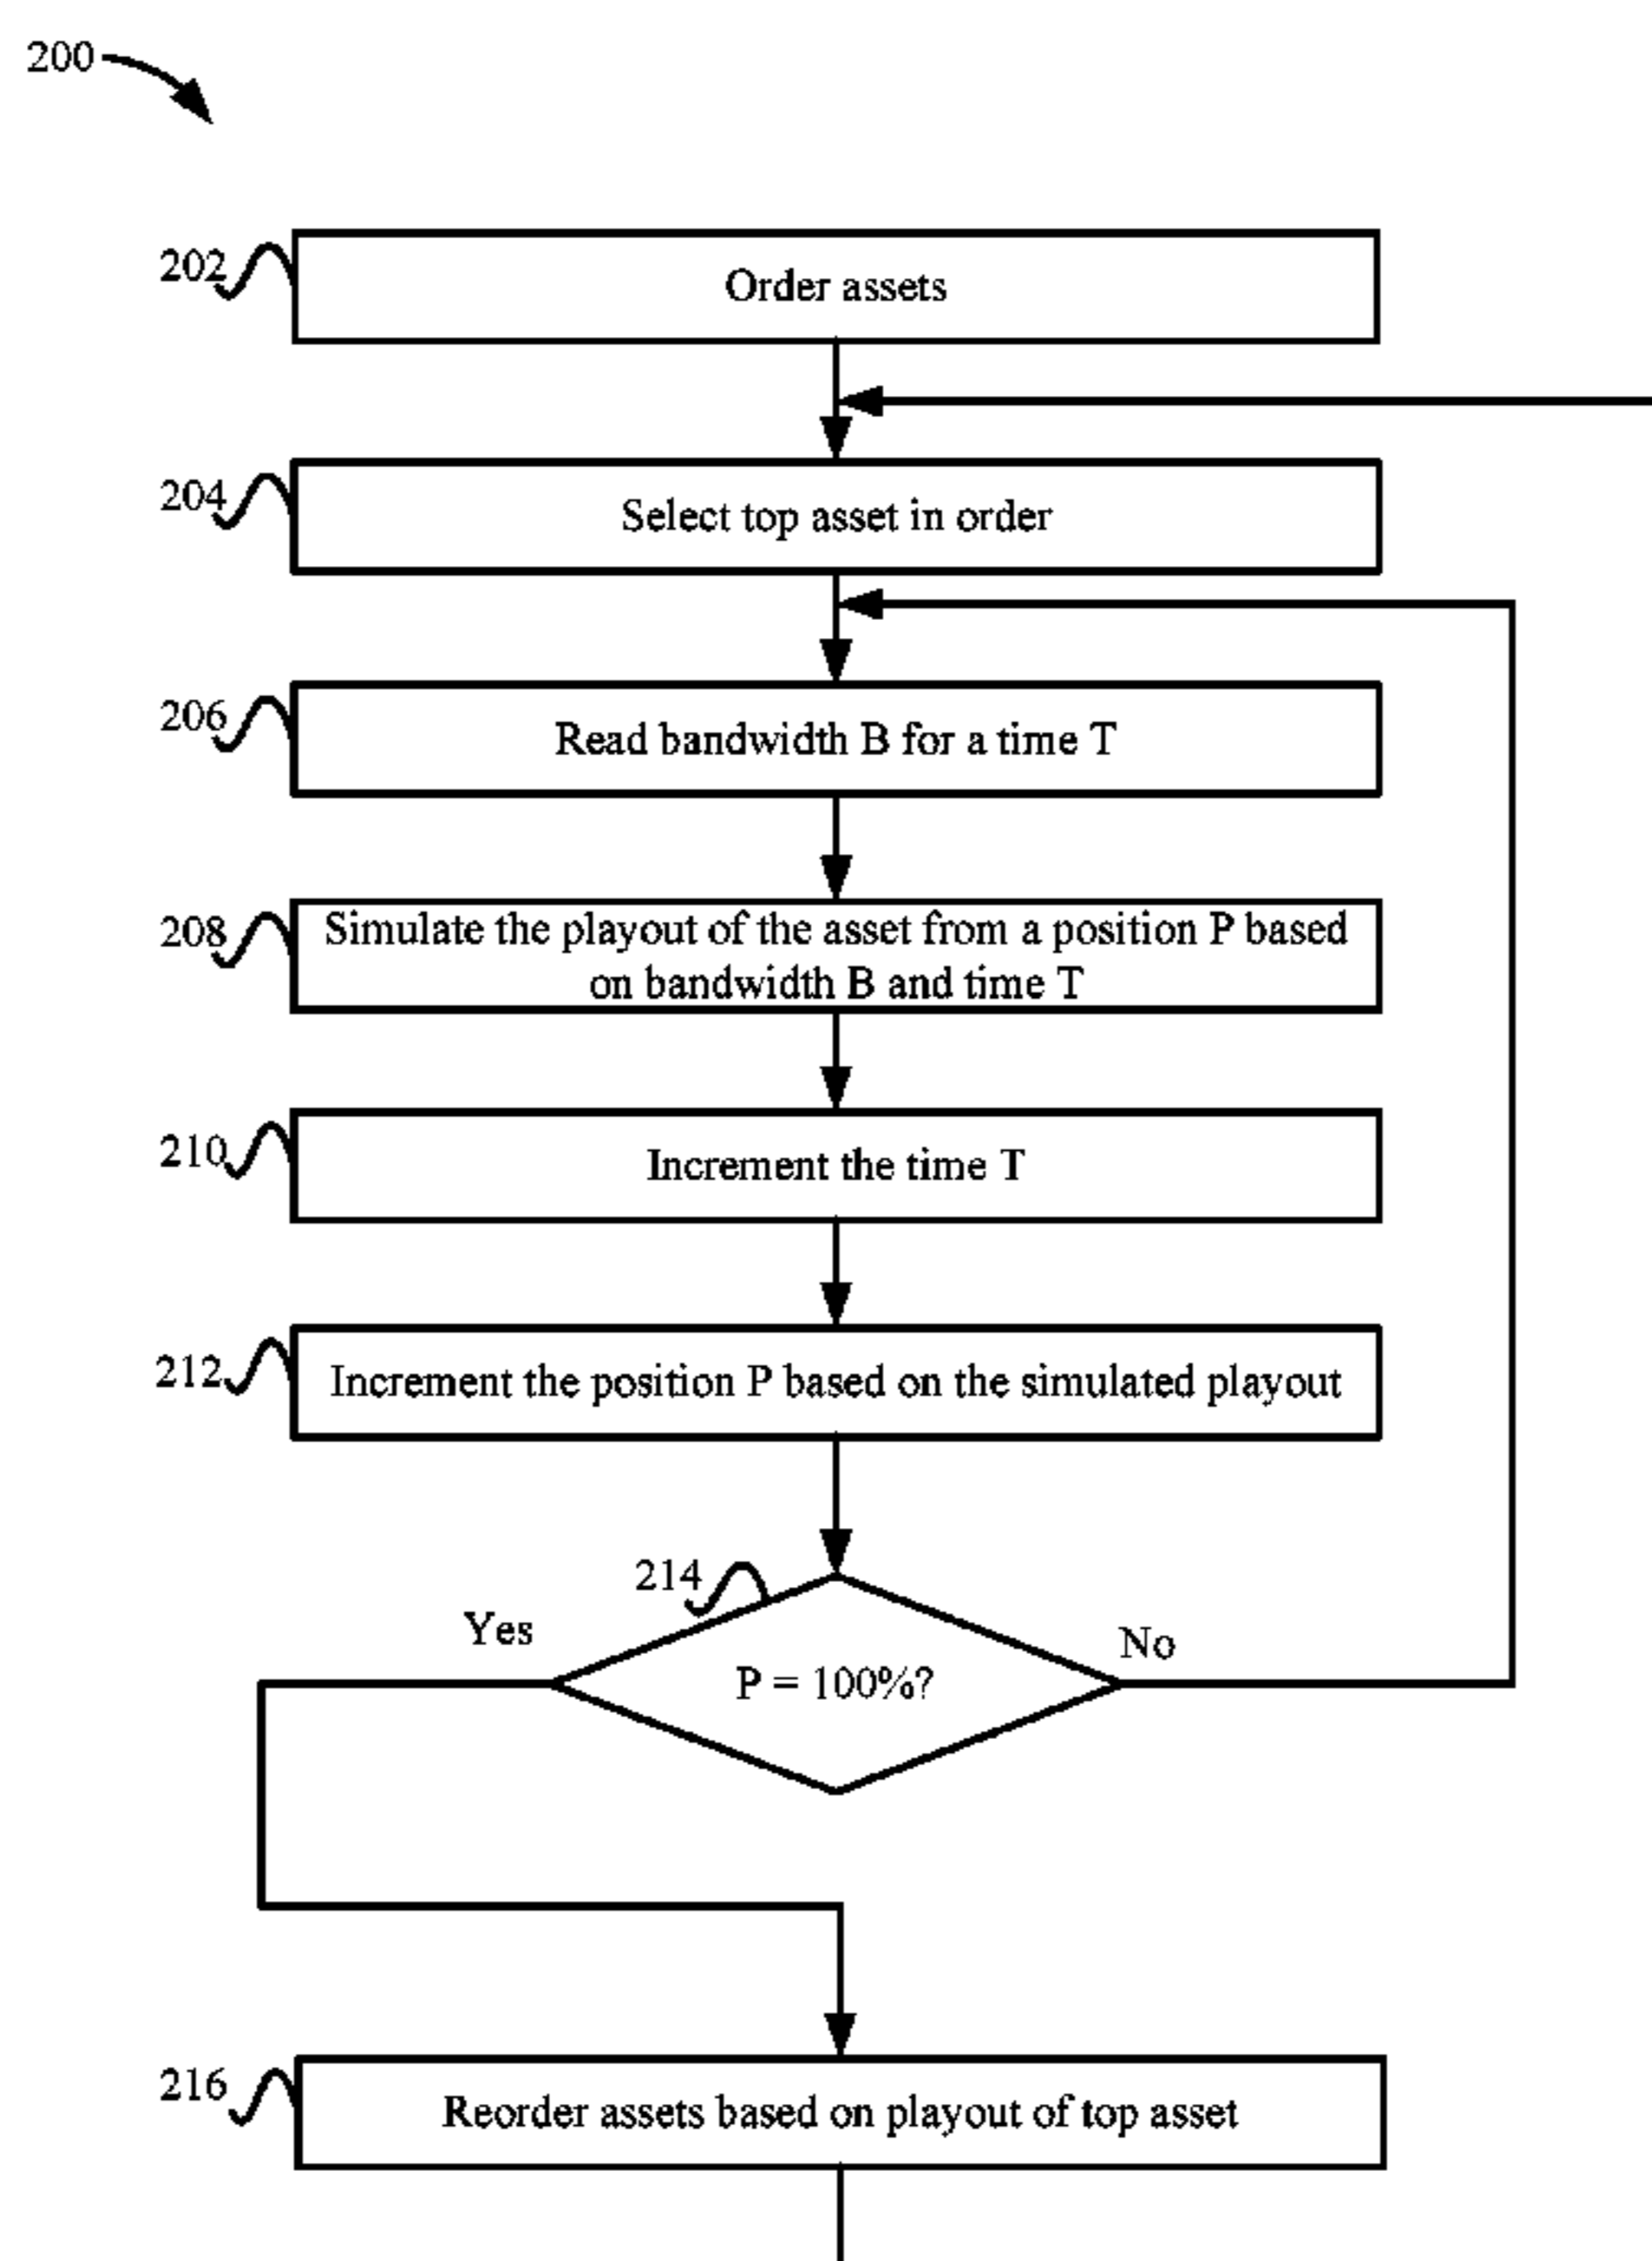 200
202
Order assets
204
Select top asset in order
206
Read bandwidth B for a time T
208
Simulate the playout of the asset from a position P based
on bandwidth B and time T
210
Increment the time T
212
Increment the position P based on the simulated playout
214
Yes
No
P = 100%?
216
Reorder assets based on playout of top asset